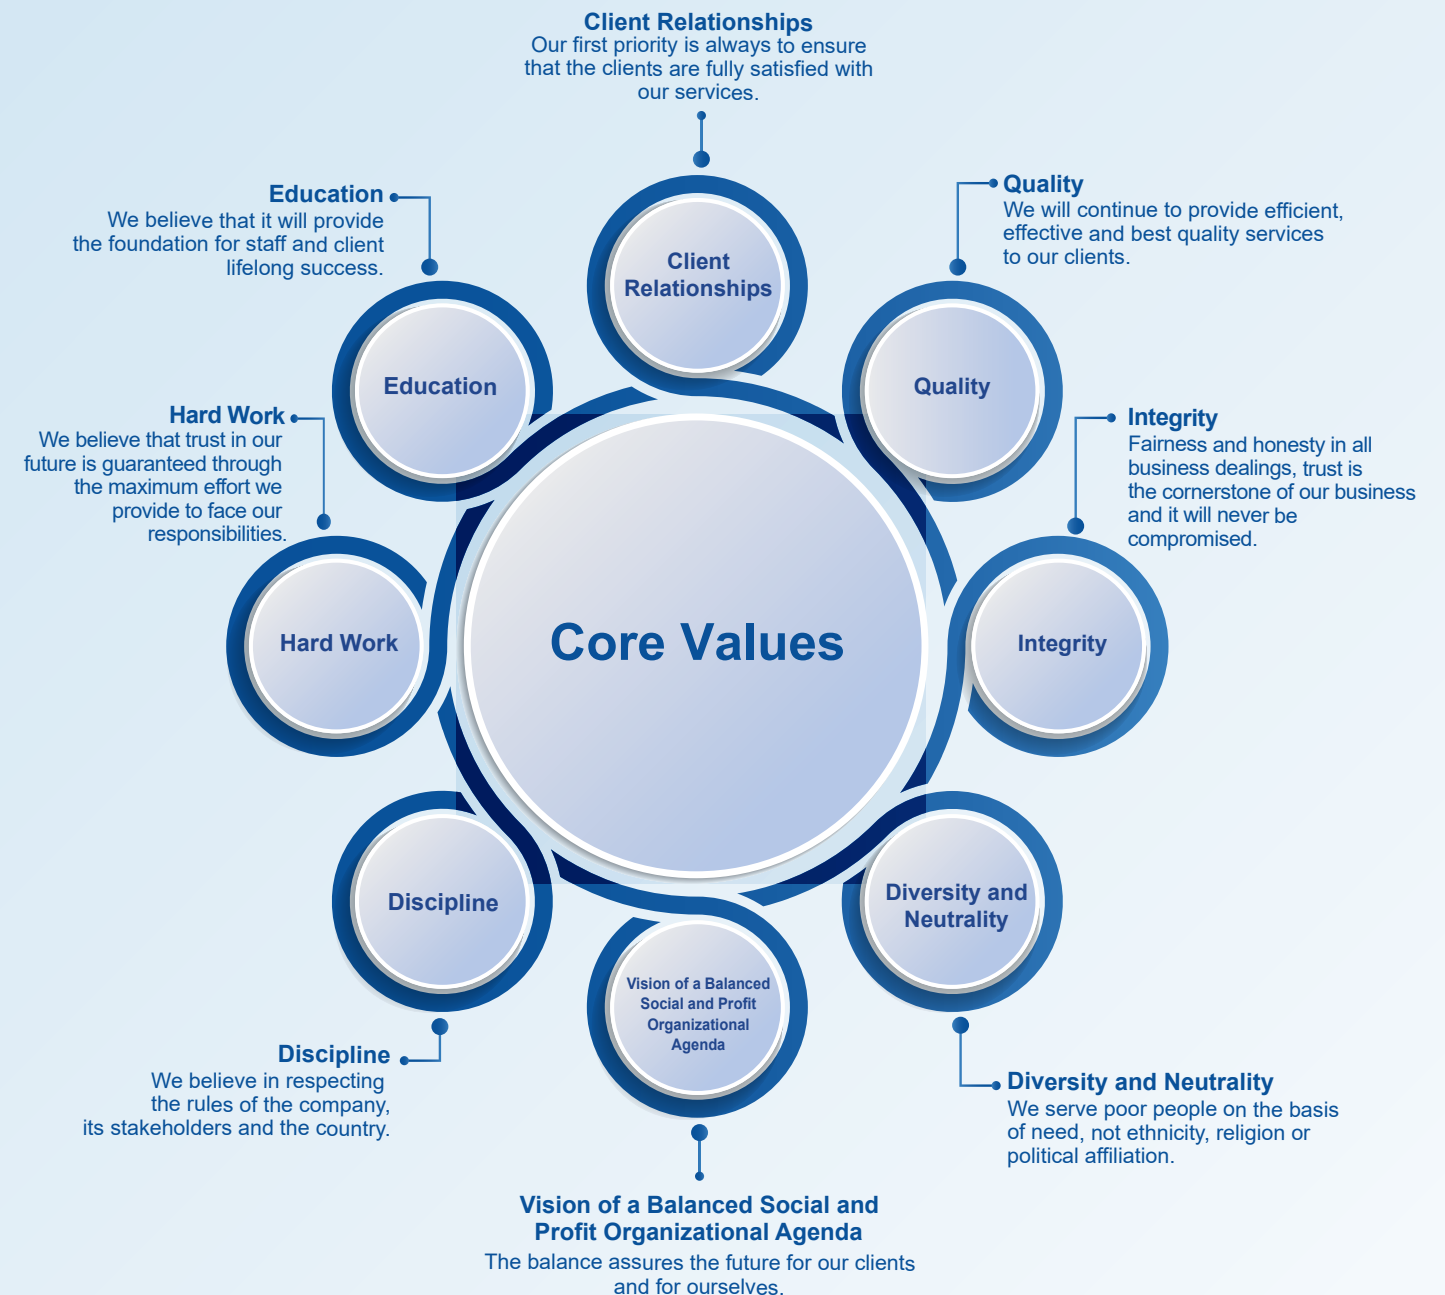 Client Relationships
Our first priority is always to ensure
that the clients are fully satisfied with
our services.
Education
We believe that it will provide
the foundation for staff and client
lifelong success.
Quality
We will continue to provide efficient,
effective and best quality services
to our clients.
Client
Relationships
Education
Quality
Hard Work
We believe that trust in our
future is guaranteed through
the maximum effort we
provide to face our
responsibilities.
Integrity
Fairness and honesty in all
business dealings, trust is
the cornerstone of our business
and it will never be
compromised.
Hard Work
Core Values
Integrity
Discipline
Diversity and
Neutrality
Vision of a Balanced
Social and Profit
Organizational
Agenda
Discipline
We believe in respecting
the rules of the company,
its stakeholders and the country.
Diversity and Neutrality
We serve poor people on the basis
of need, not ethnicity, religion or
political affiliation.
Vision of a Balanced Social and
Profit Organizational Agenda
The balance assures the future for our clients
and for ourselves.